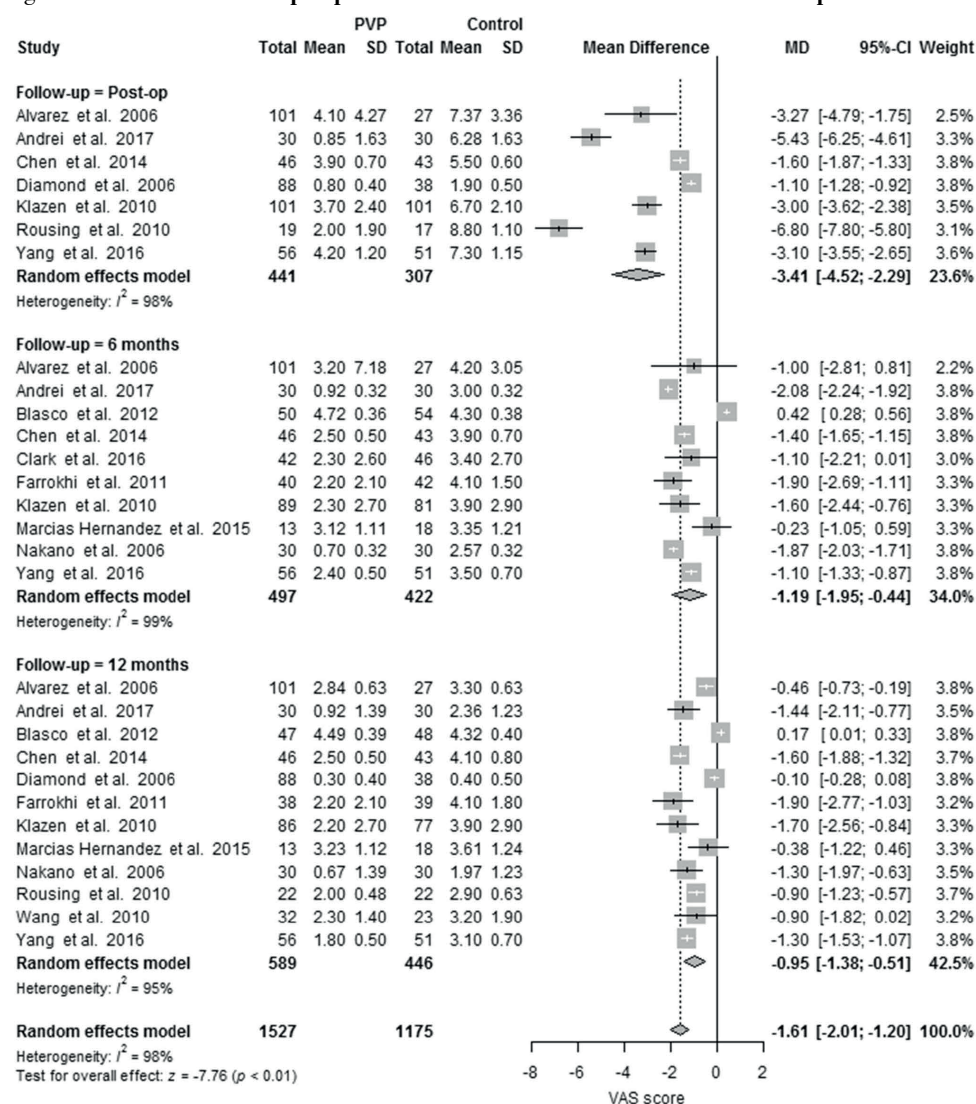 PVP Control
Study Total Mean SD Total Mean SD Mean Difference MD 95%-CI Weight
Follow-up = Post-op
Alvarez et al. 2006 101 4.10 4.27 27 7.37 3.36 -3.27 [-4.79; -1.75] 2.5%
Andrei et al. 2017 30 0.85 1.63 30 6.28 1.63 -5.43 [-6.25; -4.61] 3.3%
Chen et al. 2014 46 3.90 0.70 43 5.50 0.60 -1.60 [-1.87; -1.33] 3.8%
Diamond et al. 2006 88 0.80 0.40 38 1.90 0.50 -1.10 [-1.28; -0.92] 3.8%
Klazen et al. 2010 101 3.70 2.40 101 6.70 2.10 -3.00 [-3.62; -2.38] 3.5%
Rousing et al. 2010 19 2.00 1.90 17 8.80 1.10 -6.80 [-7.80; -5.80] 3.1%
Yang et al. 2016 56 4.20 1.20 51 7.30 1.15 -3.10 [-3.55; -2.65] 3.6%
Random effects model 441 307 -3.41 [-4.52; -2.29] 23.6%
Heterogeneity: I² = 98%
Follow-up = 6 months
Alvarez et al. 2006 101 3.20 7.18 27 4.20 3.05 -1.00 [-2.81; 0.81] 2.2%
Andrei et al. 2017 30 0.92 0.32 30 3.00 0.32 -2.08 [-2.24; -1.92] 3.8%
Blasco et al. 2012 50 4.72 0.36 54 4.30 0.38 0.42 [ 0.28; 0.56] 3.8%
Chen et al. 2014 46 2.50 0.50 43 3.90 0.70 -1.40 [-1.65; -1.15] 3.8%
Clark et al. 2016 42 2.30 2.60 46 3.40 2.70 -1.10 [-2.21; 0.01] 3.0%
Farrokhi et al. 2011 40 2.20 2.10 42 4.10 1.50 -1.90 [-2.69; -1.11] 3.3%
Klazen et al. 2010 89 2.30 2.70 81 3.90 2.90 -1.60 [-2.44; -0.76] 3.3%
Marcias Hernandez et al. 2015 13 3.12 1.11 18 3.35 1.21 -0.23 [-1.05; 0.59] 3.3%
Nakano et al. 2006 30 0.70 0.32 30 2.57 0.32 -1.87 [-2.03; -1.71] 3.8%
Yang et al. 2016 56 2.40 0.50 51 3.50 0.70 -1.10 [-1.33; -0.87] 3.8%
Random effects model 497 422 -1.19 [-1.95; -0.44] 34.0%
Heterogeneity: I² = 99%
Follow-up = 12 months
Alvarez et al. 2006 101 2.84 0.63 27 3.30 0.63 -0.46 [-0.73; -0.19] 3.8%
Andrei et al. 2017 30 0.92 1.39 30 2.36 1.23 -1.44 [-2.11; -0.77] 3.5%
Blasco et al. 2012 47 4.49 0.39 48 4.32 0.40 0.17 [ 0.01; 0.33] 3.8%
Chen et al. 2014 46 2.50 0.50 43 4.10 0.80 -1.60 [-1.88; -1.32] 3.7%
Diamond et al. 2006 88 0.30 0.40 38 0.40 0.50 -0.10 [-0.28; 0.08] 3.8%
Farrokhi et al. 2011 38 2.20 2.10 39 4.10 1.80 -1.90 [-2.77; -1.03] 3.2%
Klazen et al. 2010 86 2.20 2.70 77 3.90 2.90 -1.70 [-2.56; -0.84] 3.3%
Marcias Hernandez et al. 2015 13 3.23 1.12 18 3.61 1.24 -0.38 [-1.22; 0.46] 3.3%
Nakano et al. 2006 30 0.67 1.39 30 1.97 1.23 -1.30 [-1.97; -0.63] 3.5%
Rousing et al. 2010 22 2.00 0.48 22 2.90 0.63 -0.90 [-1.23; -0.57] 3.7%
Wang et al. 2010 32 2.30 1.40 23 3.20 1.90 -0.90 [-1.82; 0.02] 3.2%
Yang et al. 2016 56 1.80 0.50 51 3.10 0.70 -1.30 [-1.53; -1.07] 3.8%
Random effects model 589 446 -0.95 [-1.38; -0.51] 42.5%
Heterogeneity: I² = 95%
Random effects model 1527 1175 -1.61 [-2.01; -1.20] 100.0%
Heterogeneity: I² = 98%
Test for overall effect: z = -7.76 (p < 0.01)
-8 -6 -4 -2 0 2
VAS score